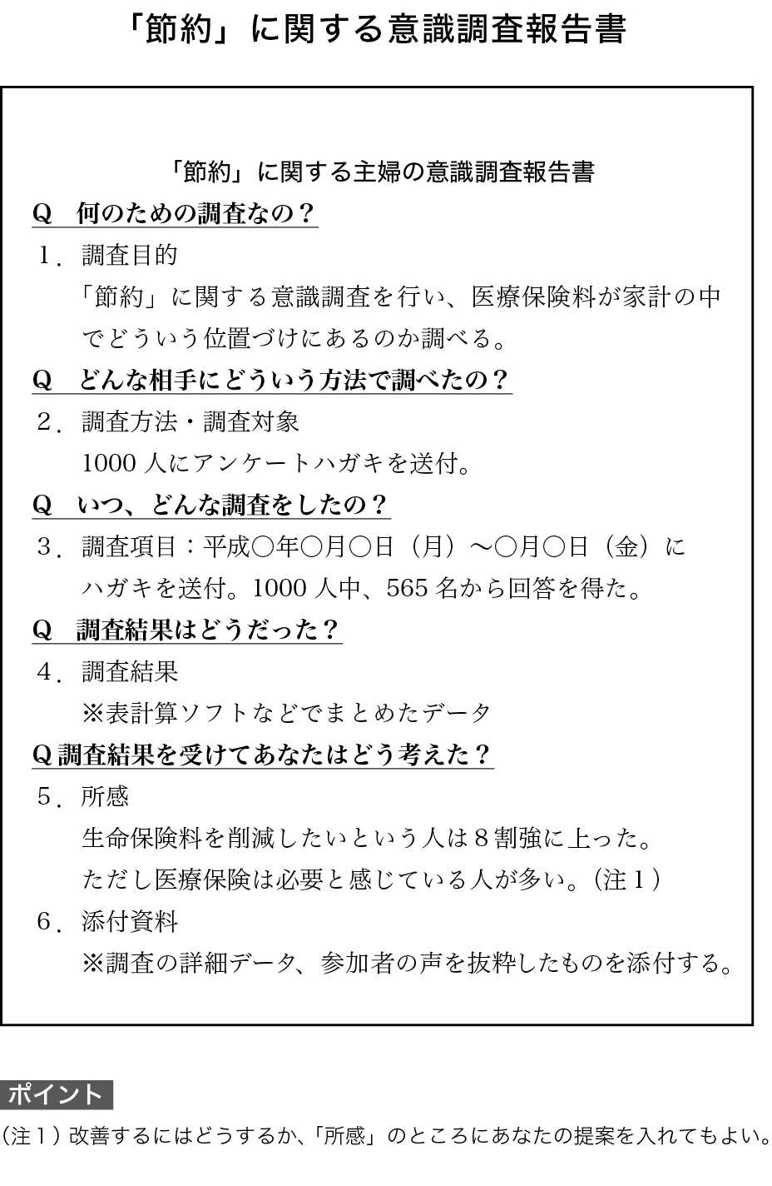 「節約」に関する意識調査報告書
「節約」に関する主婦の意識調査報告書
Q　何のための調査なの？
１．調査目的
「節約」に関する意識調査を行い、医療保険料が家計の中
でどういう位置づけにあるのか調べる。
Q　どんな相手にどういう方法で調べたの？
２．調査方法・調査対象
1000 人にアンケートハガキを送付。
Q　いつ、どんな調査をしたの？
３．調査項目：平成〇年〇月〇日（月）～〇月〇日（金）に
ハガキを送付。1000 人中、565 名から回答を得た。
Q　調査結果はどうだった？
４．調査結果
※表計算ソフトなどでまとめたデータ
Q 調査結果を受けてあなたはどう考えた？
５．所感
生命保険料を削減したいという人は８割強に上った。
ただし医療保険は必要と感じている人が多い。（注１）
６．添付資料
※調査の詳細データ、参加者の声を抜粋したものを添付する。
ポイント
（注１）改善するにはどうするか、「所感」のところにあなたの提案を入れてもよい。